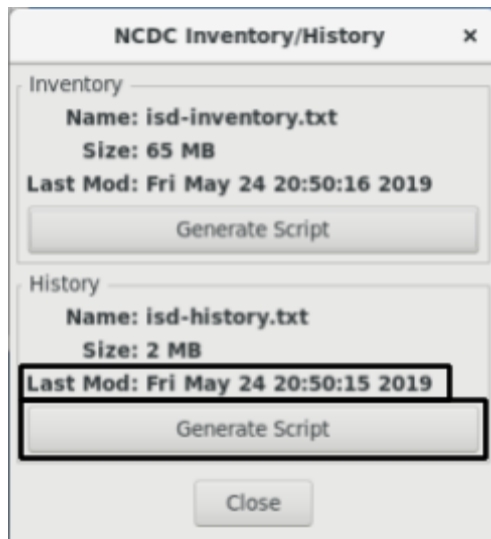 NCDC Inventory/History ×
Inventory
Name: isd-inventory.txt
Size: 65 MB
Last Mod: Fri May 24 20:50:16 2019
Generate Script
History
Name: isd-history.txt
Size: 2 MB
Last Mod: Fri May 24 20:50:15 2019
Generate Script
Close